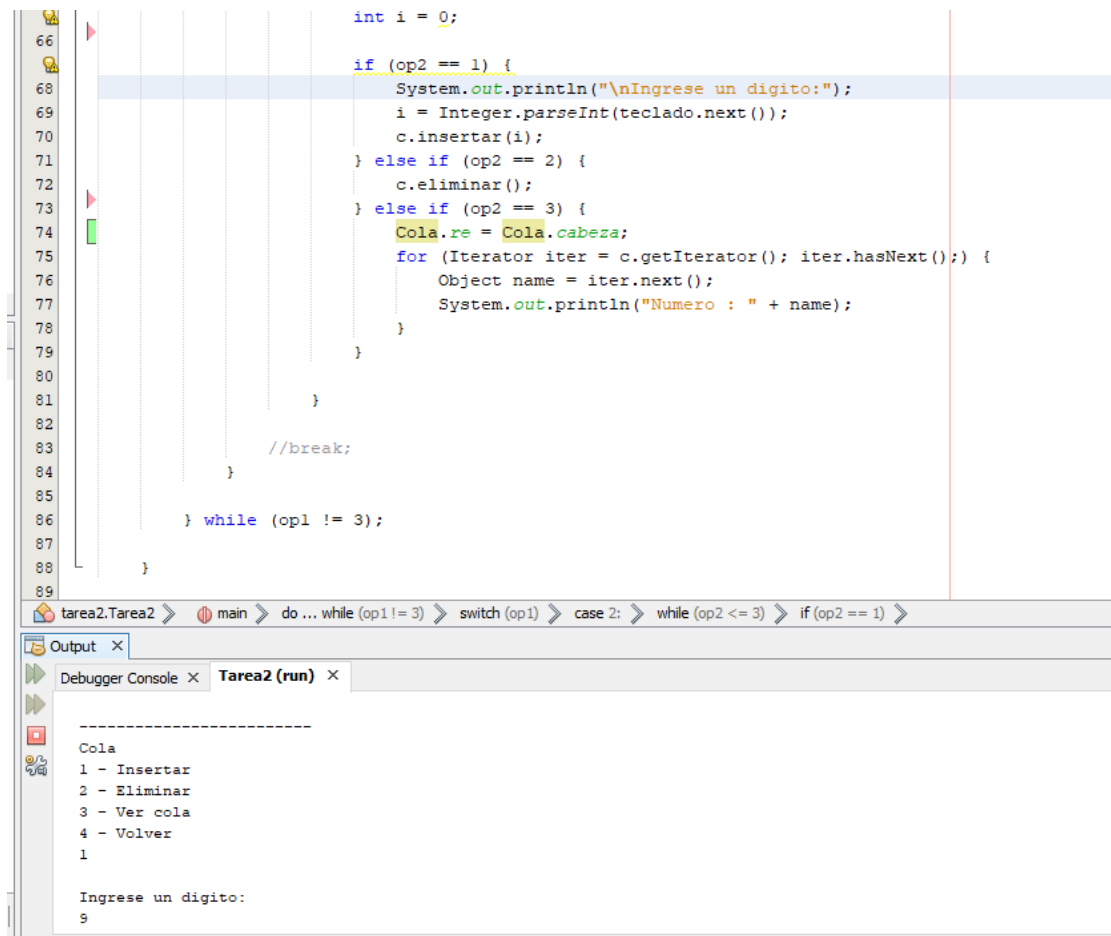 int i = 0;
66
if (op2 == 1) {
68 System.out.println("\nIngrese un digito:");
69 i = Integer.parseInt(teclado.next());
70 c.insertar(i);
71 } else if (op2 == 2) {
72 c.eliminar();
73 } else if (op2 == 3) {
74 Cola.re = Cola.cabeza;
75 for (Iterator iter = c.getIterator(); iter.hasNext();) {
76 Object name = iter.next();
77 System.out.println("Numero : " + name);
78 }
79 }
80
81 }
82
83 //break;
84 }
85
86 } while (op1 != 3);
87
88 }
89
tarea2.Tarea2 main do ... while (op1 != 3) switch (op1) case 2: while (op2 <= 3) if (op2 == 1)
Output ×
Debugger Console × Tarea2 (run) ×
-------------------------
Cola
1 - Insertar
2 - Eliminar
3 - Ver cola
4 - Volver
1
Ingrese un digito:
9